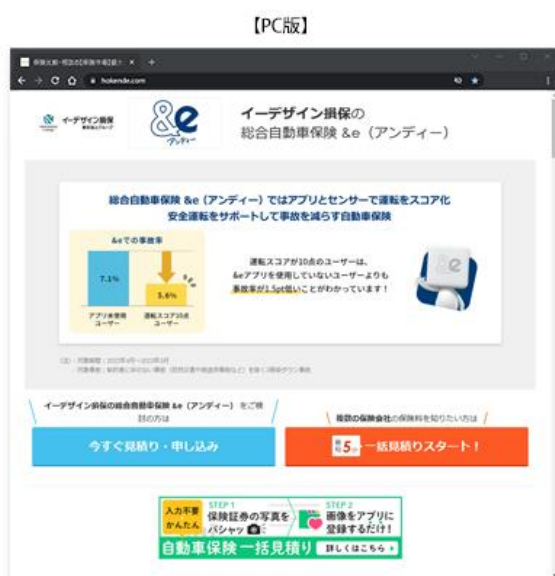 【PC版】
hokende.com
イーデザイン損保
&e
アンディー
イーデザイン損保の
総合自動車保険 &e（アンディー）
総合自動車保険 &e（アンディー）ではアプリとセンサーで運転をスコア化
安全運転をサポートして事故を減らす自動車保険
&eでの事故率
7.1%
5.6%
アプリ未使用
ユーザー
運転スコア10点
ユーザー
運転スコアが10点のユーザーは、
&eアプリを使用していないユーザーよりも
事故率が1.5pt低いことがわかっています！
&e
イーデザイン損保の総合自動車保険 &e（アンディー） をご検
討の方は
今すぐ見積り・申し込み
複数の保険会社の保険料を知りたい方は
最短5分 一括見積りスタート！
入力不要
かんたん
STEP1
保険証券の写真を
パシャッ
STEP2
画像をアプリに
登録するだけ！
自動車保険 一括見積り
詳しくはこちら